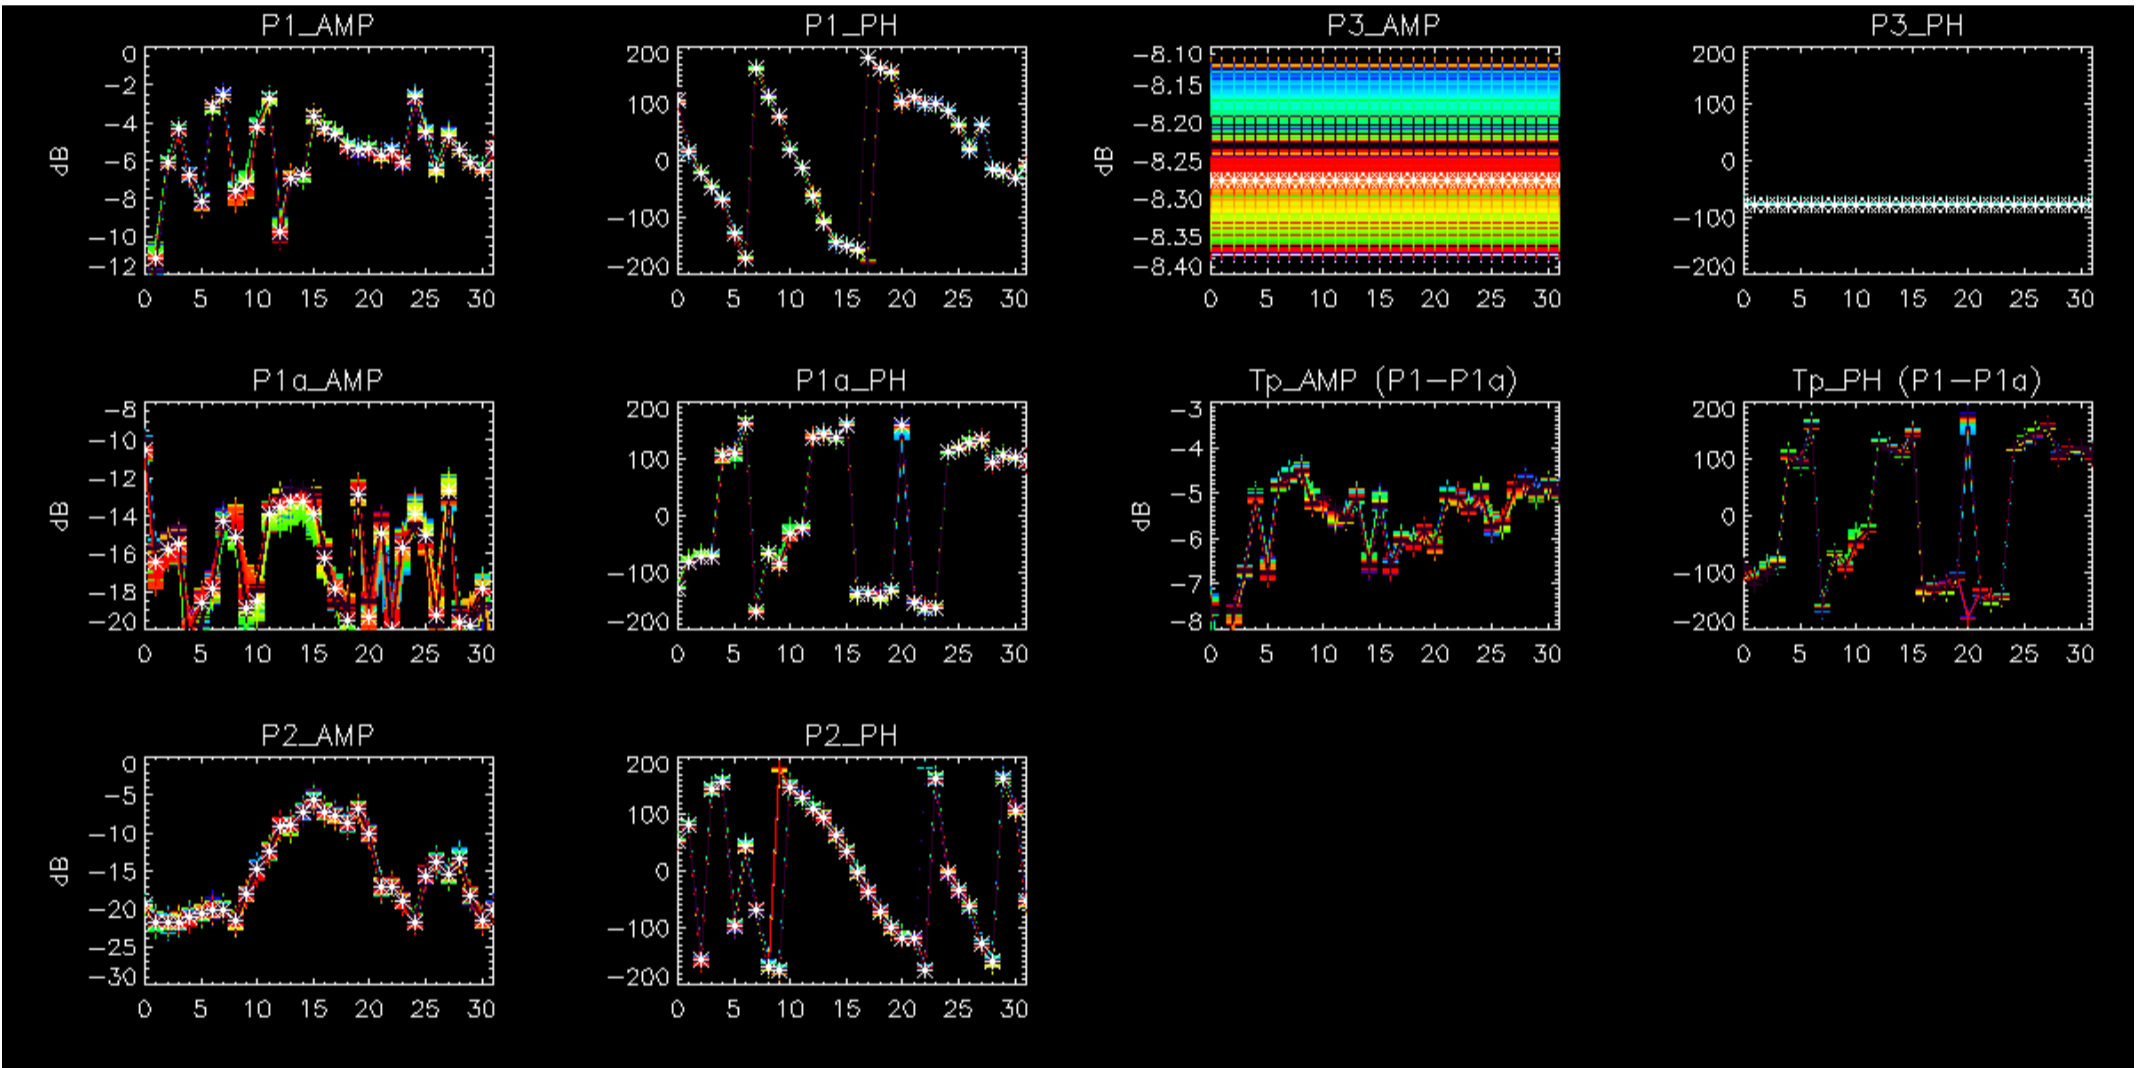 P1_AMP
P1_PH
P3_AMP
P3_PH
0
-2
-4
-6
-8
-10
-12
dB
0 5 10 15 20 25 30
200
100
0
-100
-200
0 5 10 15 20 25 30
-8.10
-8.15
-8.20
-8.25
-8.30
-8.35
-8.40
dB
0 5 10 15 20 25 30
200
100
0
-100
-200
0 5 10 15 20 25 30
P1a_AMP
P1a_PH
Tp_AMP (P1-P1a)
Tp_PH (P1-P1a)
-8
-10
-12
-14
-16
-18
-20
dB
0 5 10 15 20 25 30
200
100
0
-100
-200
0 5 10 15 20 25 30
-3
-4
-5
-6
-7
-8
dB
0 5 10 15 20 25 30
200
100
0
-100
-200
0 5 10 15 20 25 30
P2_AMP
P2_PH
0
-5
-10
-15
-20
-25
-30
dB
0 5 10 15 20 25 30
200
100
0
-100
-200
0 5 10 15 20 25 30